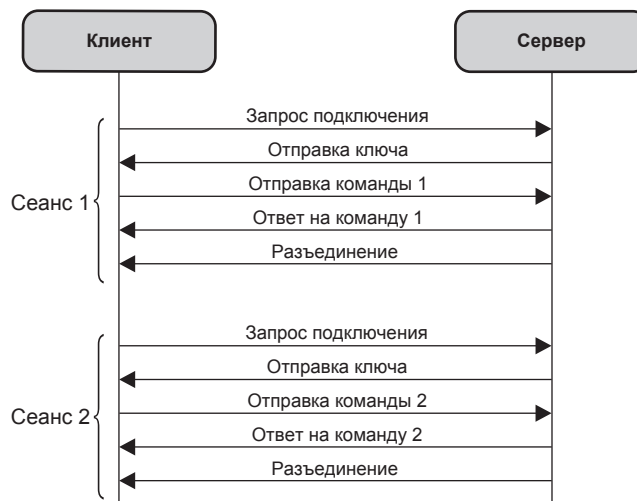 Клиент
Сервер
Запрос подключения
Отправка ключа
Отправка команды 1
Сеанс 1
Ответ на команду 1
Разъединение
Запрос подключения
Отправка ключа
Отправка команды 2
Сеанс 2
Ответ на команду 2
Разъединение